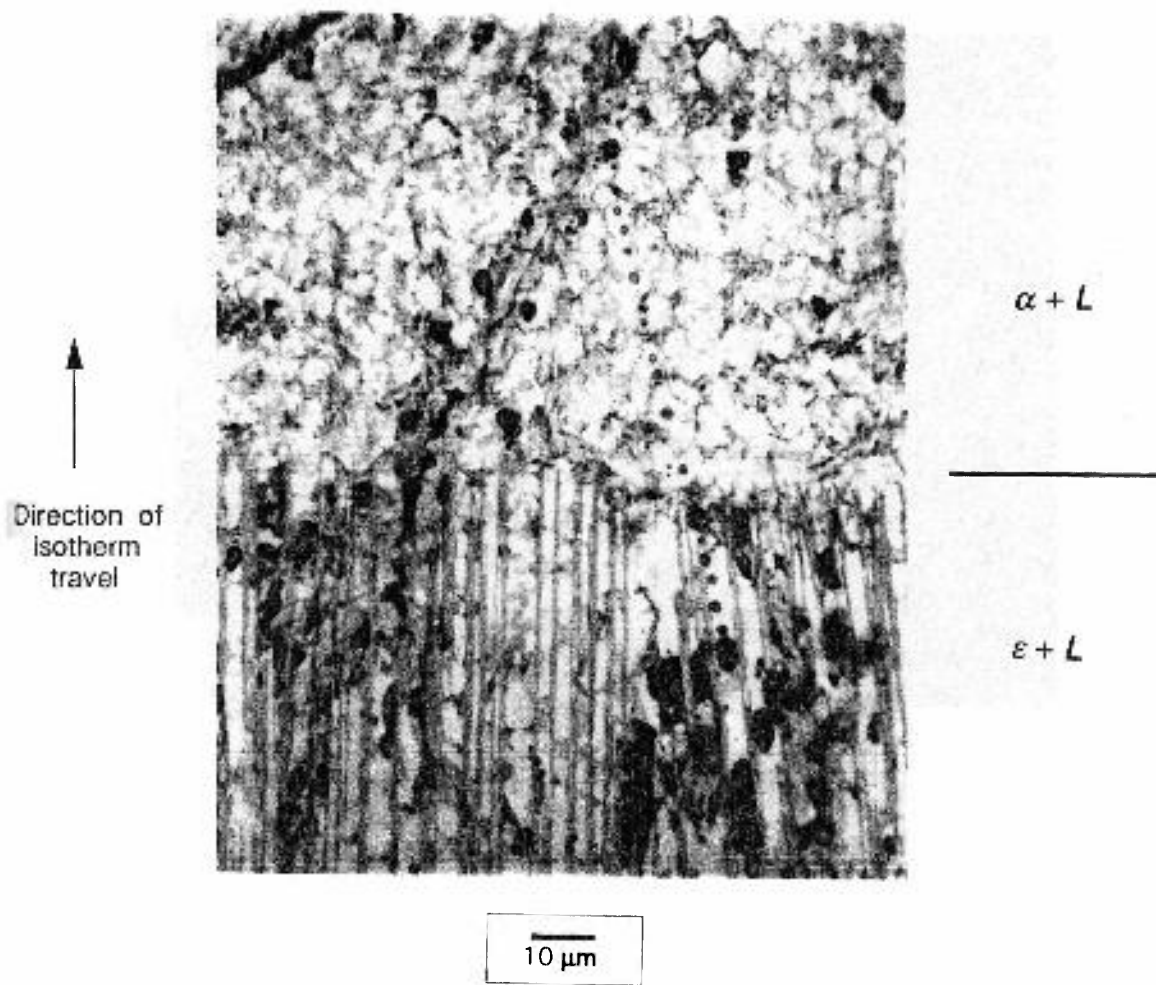 α + L
Direction of
isotherm
travel
ε + L
10 μm